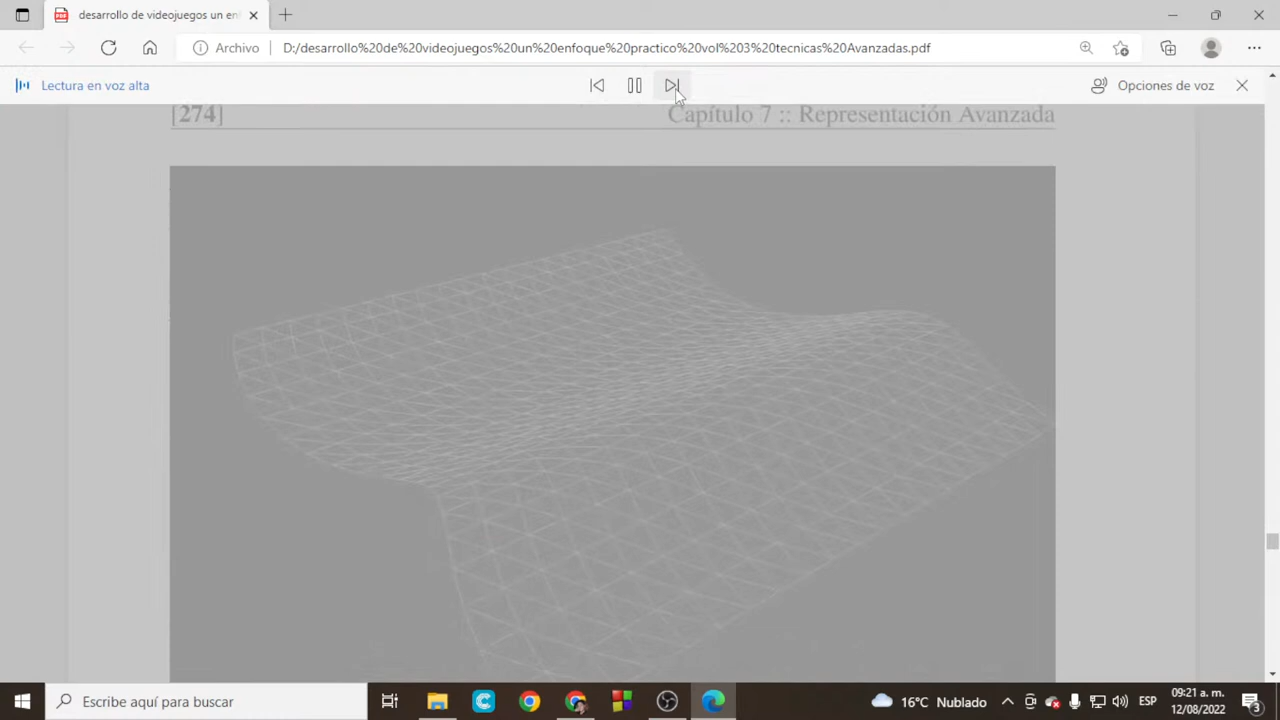 desarrollo de videojuegos un en
Archivo
D:/desarrollo%20de%20videojuegos%20un%20enfoque%20practico%20vol%203%20tecnicas%20Avanzadas.pdf
Lectura en voz alta
Opciones de voz
[274]
Capítulo 7 :: Representación Avanzada
Escribe aquí para buscar
16°C Nublado
ESP
09:21 a. m.
12/08/2022
3